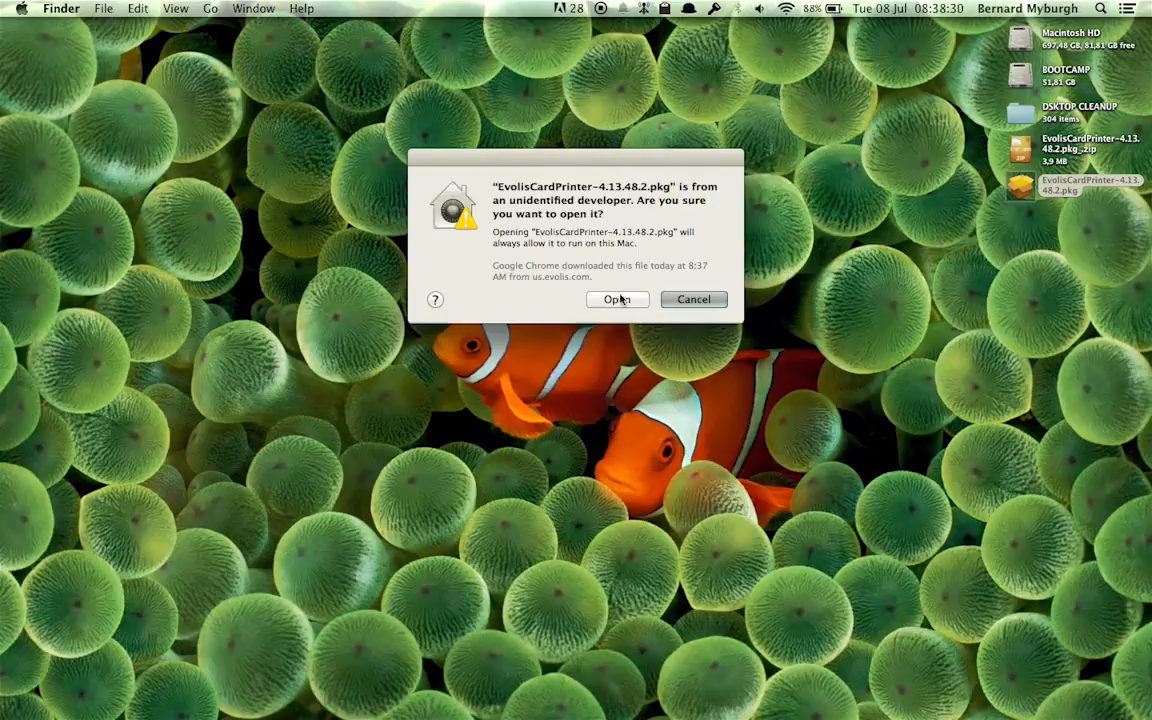 Finder File Edit View Go Window Help 28 88% Tue 08 Jul 08:38:30 Bernard Myburgh
Macintosh HD
697,48 GB, 81,81 GB free
BOOTCAMP
51,81 GB
DSKTOP CLEANUP
304 items
EvolisCardPrinter-4.13.
48.2.pkg_.zip
3,9 MB
ZIP
EvolisCardPrinter-4.13.
48.2.pkg
“EvolisCardPrinter-4.13.48.2.pkg” is from
an unidentified developer. Are you sure
you want to open it?
Opening “EvolisCardPrinter-4.13.48.2.pkg” will
always allow it to run on this Mac.
Google Chrome downloaded this file today at 8:37
AM from us.evolis.com.
? Open Cancel